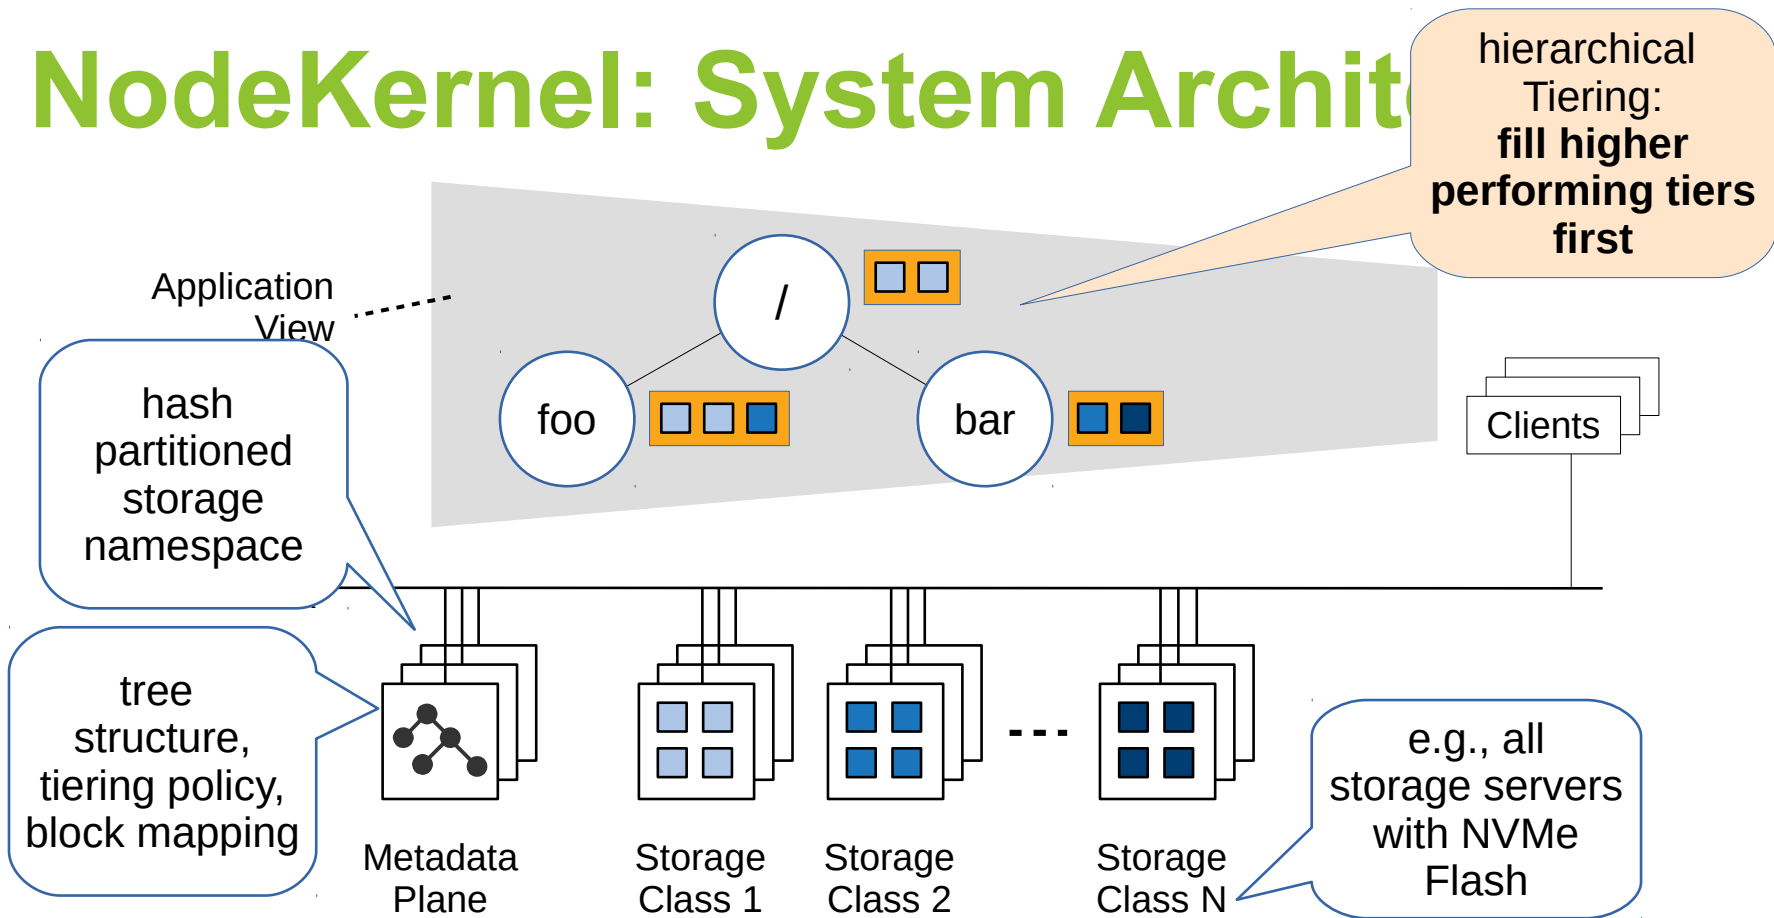 NodeKernel: System Archit
hierarchical
Tiering:
fill higher
performing tiers
first
Application
View
/
foo
bar
Clients
hash
partitioned
storage
namespace
tree
structure,
tiering policy,
block mapping
Metadata
Plane
Storage
Class 1
Storage
Class 2
Storage
Class N
e.g., all
storage servers
with NVMe
Flash